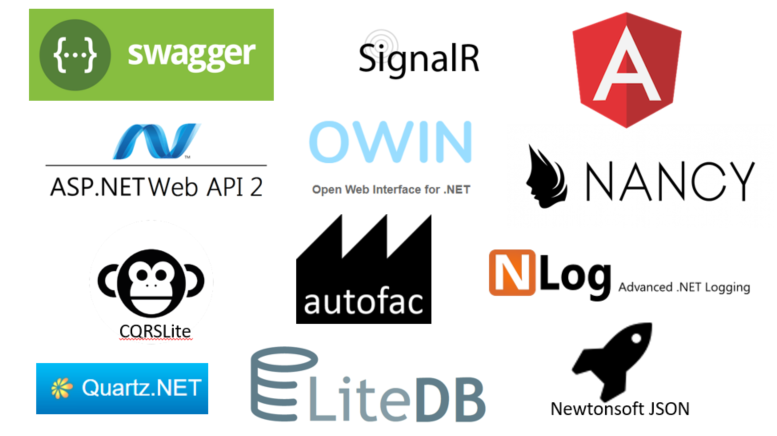 {···} swagger
SignalR
A
ASP.NET Web API 2
TM
OWIN
Open Web Interface for .NET
NANCY
CQRSLite
autofac
NLog Advanced .NET Logging
Quartz.NET
LiteDB
Newtonsoft JSON